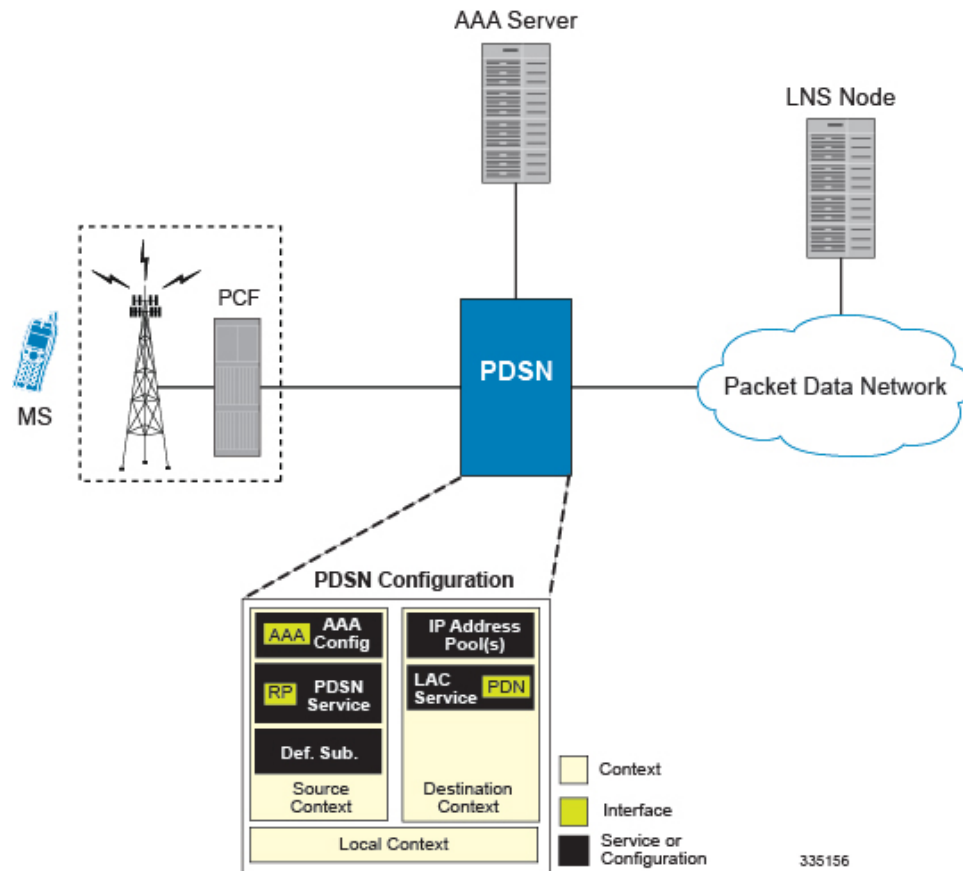 AAA Server
LNS Node
PCF
MS
PDSN
Packet Data Network
PDSN Configuration
AAA
AAA
Config
RP
PDSN
Service
Def. Sub.
Source
Context
IP Address
Pool(s)
LAC
Service
PDN
Destination
Context
Local Context
Context
Interface
Service or
Configuration
335156